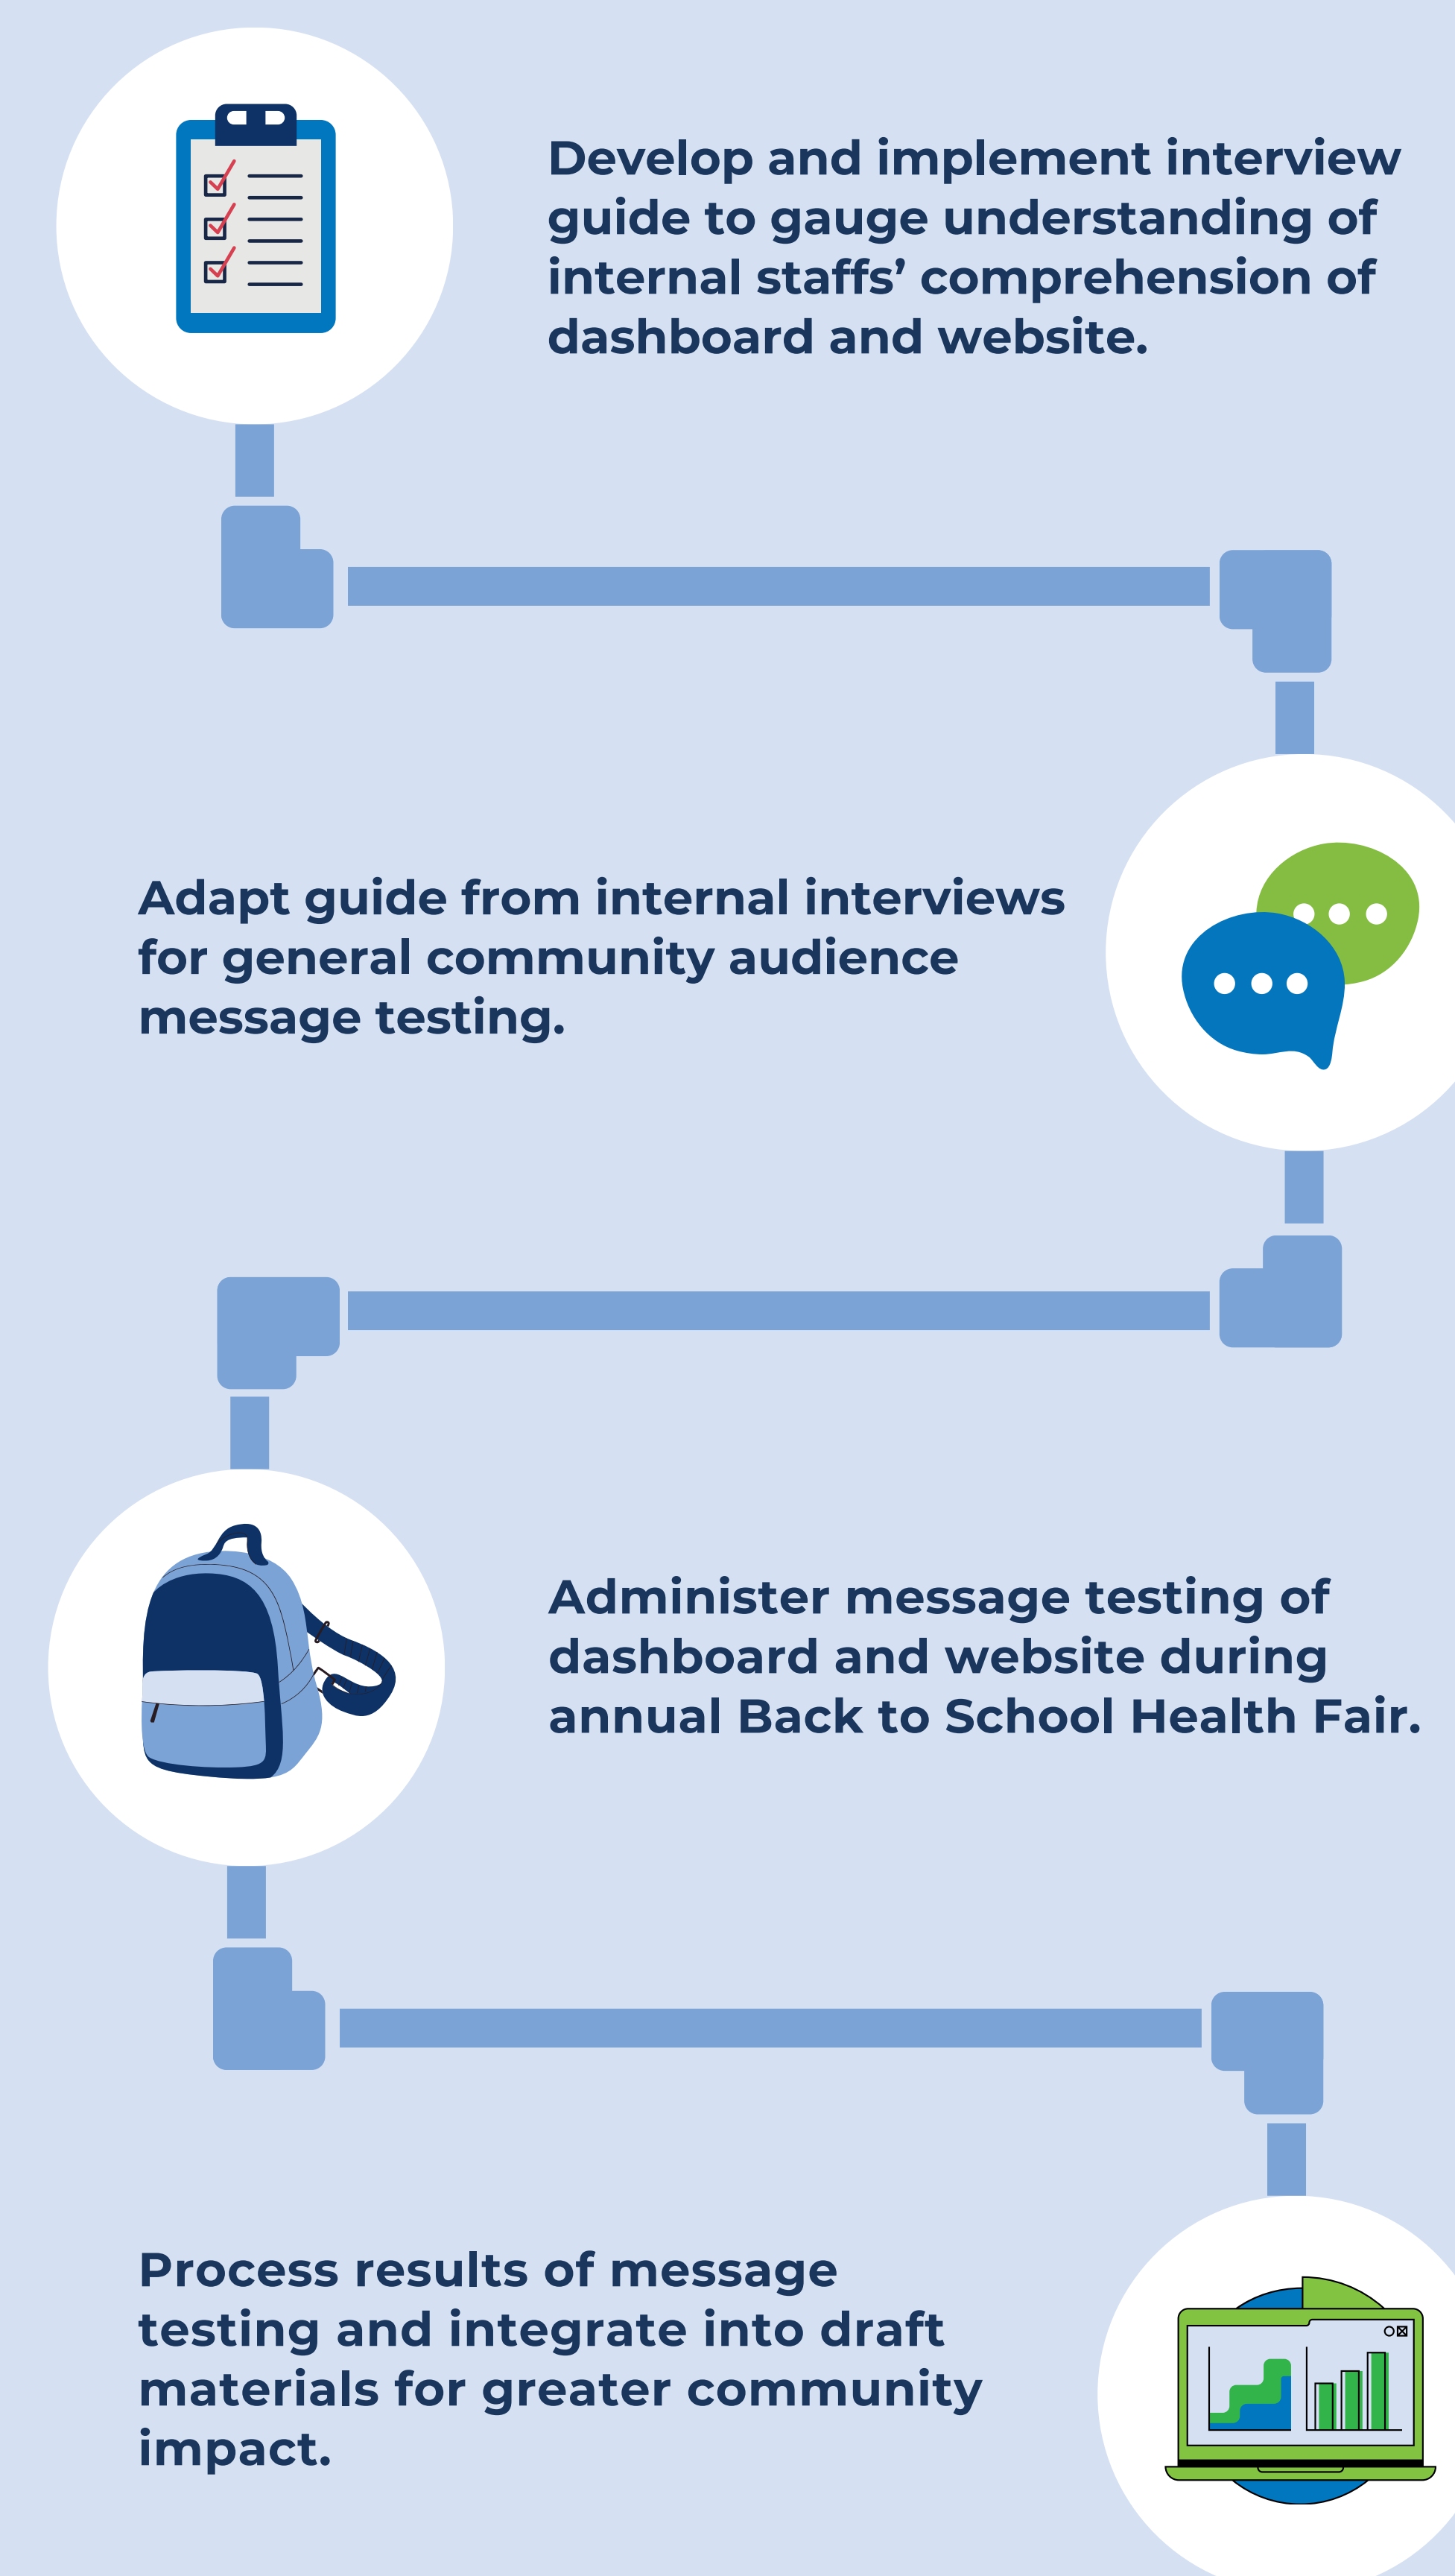 Develop and implement interview
guide to gauge understanding of
internal staffs’ comprehension of
dashboard and website.
Adapt guide from internal interviews
for general community audience
message testing.
Administer message testing of
dashboard and website during
annual Back to School Health Fair.
Process results of message
testing and integrate into draft
materials for greater community
impact.